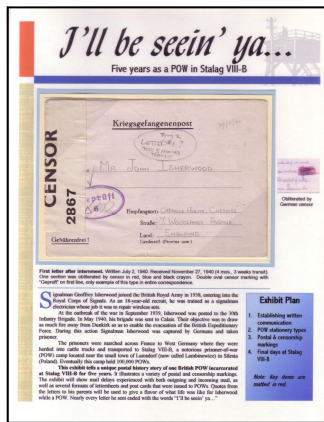 I'll be seein' ya...
Five years as a POW in Stalag VIII-B
Kriegsgefangenenpost
MR. JOHN ISHERWOOD
CENSOR
2867
Geprüft
Empfangsort:
Straße:
Land: ENGLAND
Landesteil (Provinz usw.)
Gebührenfrei!
Obliterated by
German censor
First letter after internment. Written July 2, 1940. Received November 27, 1940 (4 mos., 3 weeks transit).
One section was obliterated by censor in red, blue and black crayon. Double oval censor marking with
"Geprüft" on first line, only example of this type in entire correspondence.
Signalman Geoffrey Isherwood joined the British Royal Army in 1938, entering into the
Royal Corps of Signals. As an 18-year-old recruit, he was trained as a signalman
electrician whose job it was to repair wireless sets.
At the outbreak of the war in September 1939, Isherwood was posted to the 30th
Infantry Brigade. In May 1940, his brigade was sent to Calais. Their objective was to draw
as much fire away from Dunkirk so as to enable the evacuation of the British Expeditionary
Force. During this action Signalman Isherwood was captured by Germans and taken
prisoner.
The prisoners were marched across France to West Germany where they were
herded into cattle trucks and transported to Stalag VIII-B, a notorious prisoner-of-war
(POW) camp located near the small town of Lamsdorf (now called Lambinowice) in Silesia
(Poland). Eventually this camp held 100,000 POWs.
This exhibit tells a unique postal history story of one British POW incarcerated
at Stalag VIII-B for five years. It illustrates a variety of postal and censorship markings.
The exhibit will show mail delays experienced with both outgoing and incoming mail, as
well as several formats of lettersheets and post cards that were issued to POWs. Quotes from
the letters to his parents will be used to give a flavor of what life was like for Isherwood
while a POW. Nearly every letter he sent ended with the words "I'll be seein' ya..."
Exhibit Plan
1. Establishing written
communication
2. POW stationery types
3. Postal & censorship
markings
4. Final days at Stalag
VIII-B
Note: Key items are
matted in red.